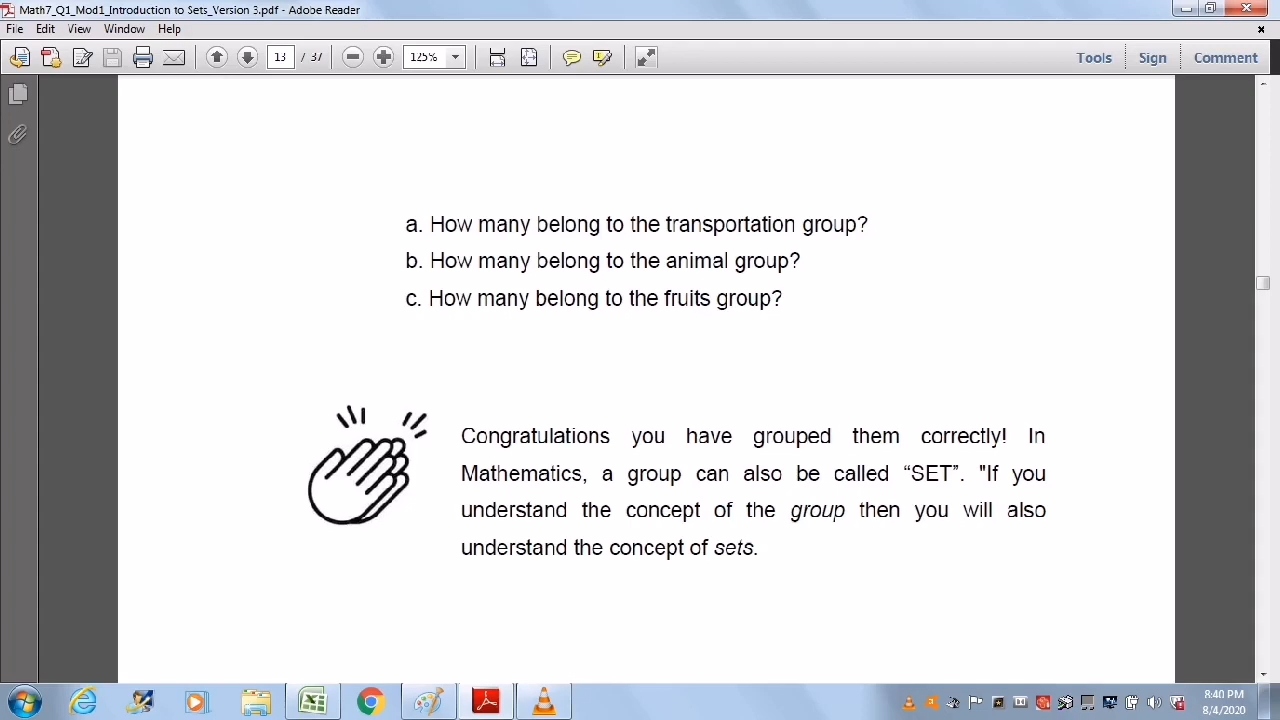 Math7_Q1_Mod1_Introduction to Sets_Version 3.pdf - Adobe Reader
File Edit View Window Help
13 / 37 125% Tools Sign Comment
a. How many belong to the transportation group?
b. How many belong to the animal group?
c. How many belong to the fruits group?
Congratulations you have grouped them correctly! In
Mathematics, a group can also be called “SET”. "If you
understand the concept of the group then you will also
understand the concept of sets.
8:40 PM
8/4/2020